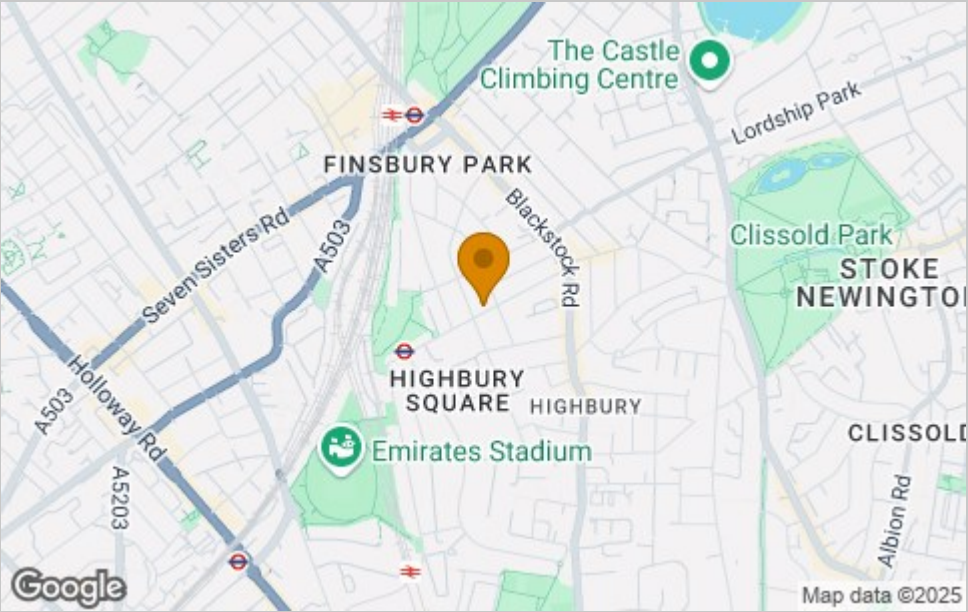 The Castle
Climbing Centre
Lordship Park
FINSBURY PARK
Blackstock Rd
Seven Sisters Rd
A503
Clissold Park
STOKE
NEWINGTO
Holloway Rd
HIGHBURY
SQUARE
HIGHBURY
A503
CLISSOLD
Emirates Stadium
A5203
Albion Rd
Google
Map data ©2025